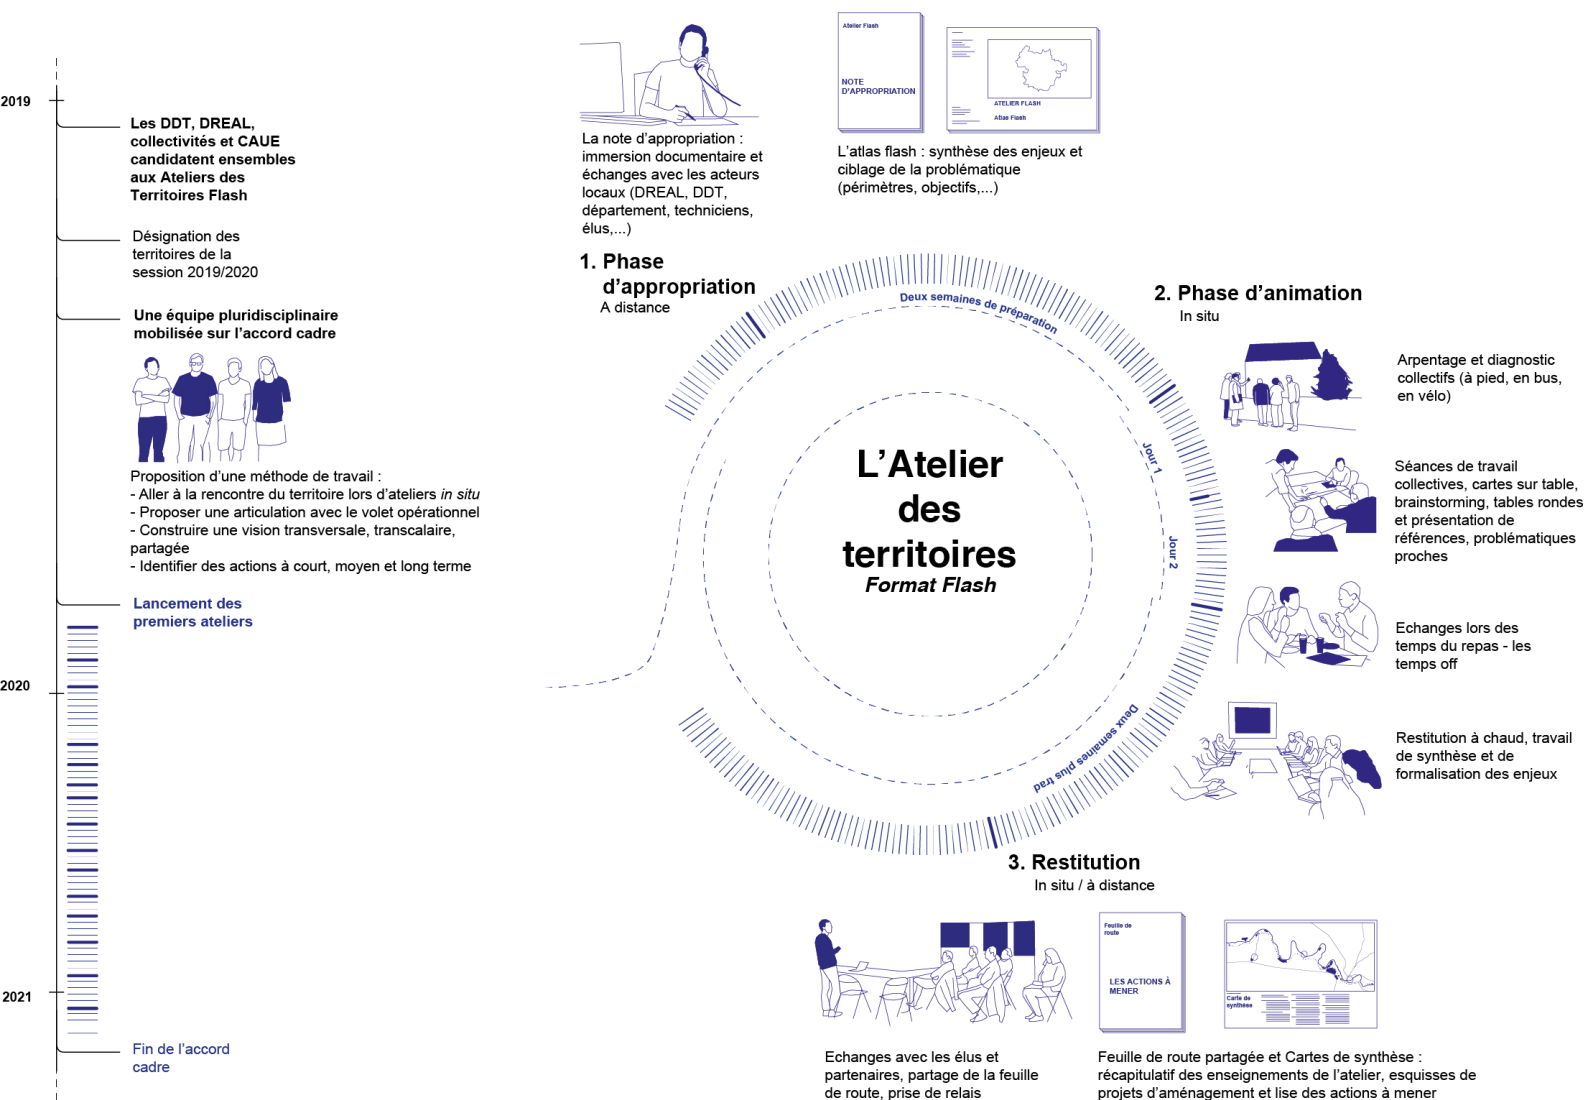 2019
Les DDT, DREAL,
collectivités et CAUE
candidatent ensembles
aux Ateliers des
Territoires Flash
Désignation des
territoires de la
session 2019/2020
Une équipe pluridisciplinaire
mobilisée sur l'accord cadre
Proposition d'une méthode de travail :
- Aller à la rencontre du territoire lors d'ateliers in situ
- Proposer une articulation avec le volet opérationnel
- Construire une vision transversale, transcalaire,
partagée
- Identifier des actions à court, moyen et long terme
Lancement des
premiers ateliers
2020
2021
Fin de l'accord
cadre
La note d'appropriation :
immersion documentaire et
échanges avec les acteurs
locaux (DREAL, DDT,
département, techniciens,
élus,...)
Atelier Flash
NOTE
D'APPROPRIATION
ATELIER FLASH
Atlas Flash
L'atlas flash : synthèse des enjeux et
ciblage de la problématique
(périmètres, objectifs,...)
1. Phase
d'appropriation
A distance
Deux semaines de préparation
Jour 1
Jour 2
Deux semaines plus trad
L'Atelier
des
territoires
Format Flash
2. Phase d'animation
In situ
Arpentage et diagnostic
collectifs (à pied, en bus,
en vélo)
Séances de travail
collectives, cartes sur table,
brainstorming, tables rondes
et présentation de
références, problématiques
proches
Echanges lors des
temps du repas - les
temps off
Restitution à chaud, travail
de synthèse et de
formalisation des enjeux
3. Restitution
In situ / à distance
Echanges avec les élus et
partenaires, partage de la feuille
de route, prise de relais
Feuille de
route
LES ACTIONS À
MENER
Carte de
synthèse
Feuille de route partagée et Cartes de synthèse :
récapitulatif des enseignements de l'atelier, esquisses de
projets d'aménagement et lise des actions à mener